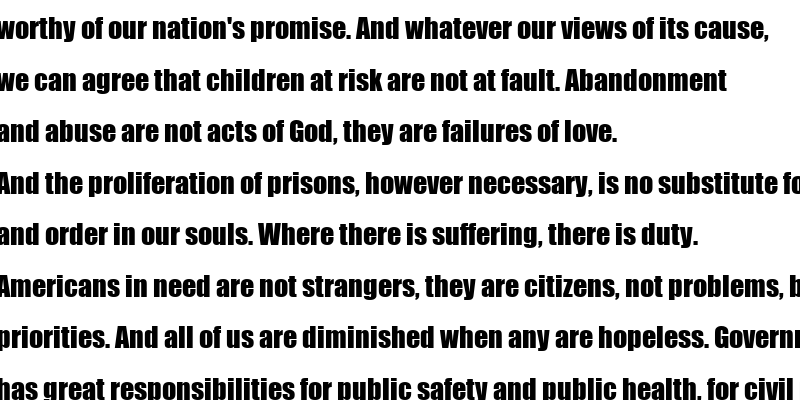 worthy of our nation's promise. And whatever our views of its cause,
we can agree that children at risk are not at fault. Abandonment
and abuse are not acts of God, they are failures of love.
And the proliferation of prisons, however necessary, is no substitute fo
and order in our souls. Where there is suffering, there is duty.
Americans in need are not strangers, they are citizens, not problems, b
priorities. And all of us are diminished when any are hopeless. Govern
has great responsibilities for public safety and public health, for civil